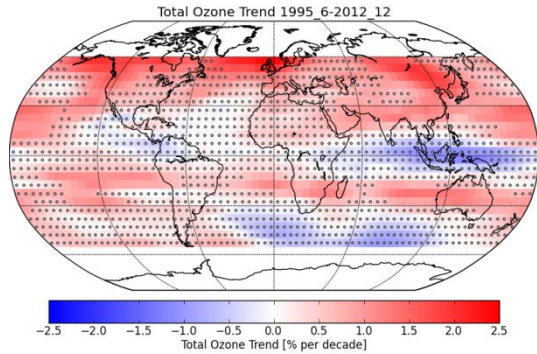 Total Ozone Trend 1995_6-2012_12
−2.5 −2.0 −1.5 −1.0 −0.5 0.0 0.5 1.0 1.5 2.0 2.5
Total Ozone Trend [% per decade]